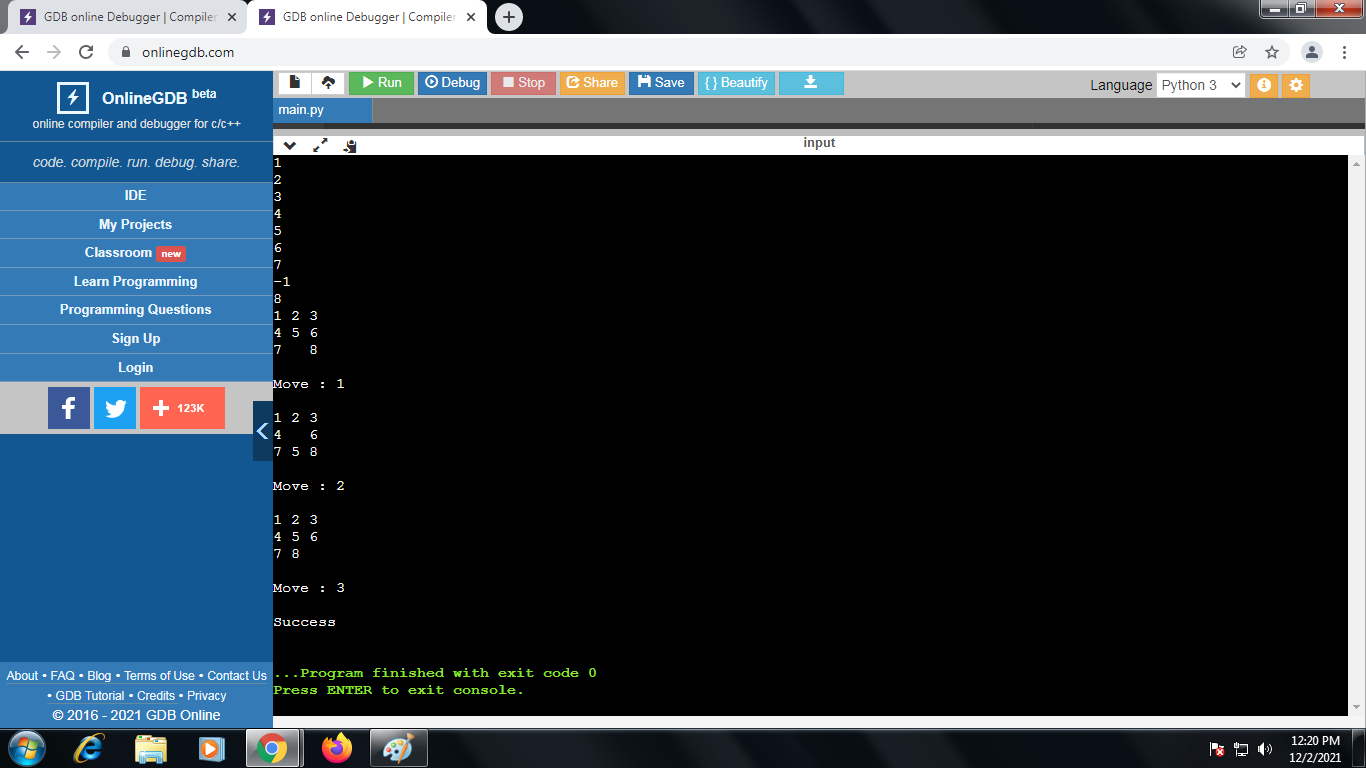 GDB online Debugger | Compiler
GDB online Debugger | Compiler
onlinegdb.com
OnlineGDB beta
online compiler and debugger for c/c++
code. compile. run. debug. share.
IDE
My Projects
Classroom new
Learn Programming
Programming Questions
Sign Up
Login
123K
About • FAQ • Blog • Terms of Use • Contact Us
• GDB Tutorial • Credits • Privacy
© 2016 - 2021 GDB Online
Run Debug Stop Share Save { } Beautify
Language Python 3
main.py
input
1
2
3
4
5
6
7
-1
8
1 2 3
4 5 6
7   8
Move : 1
1 2 3
4   6
7 5 8
Move : 2
1 2 3
4 5 6
7 8
Move : 3
Success
...Program finished with exit code 0
Press ENTER to exit console.
12:20 PM
12/2/2021